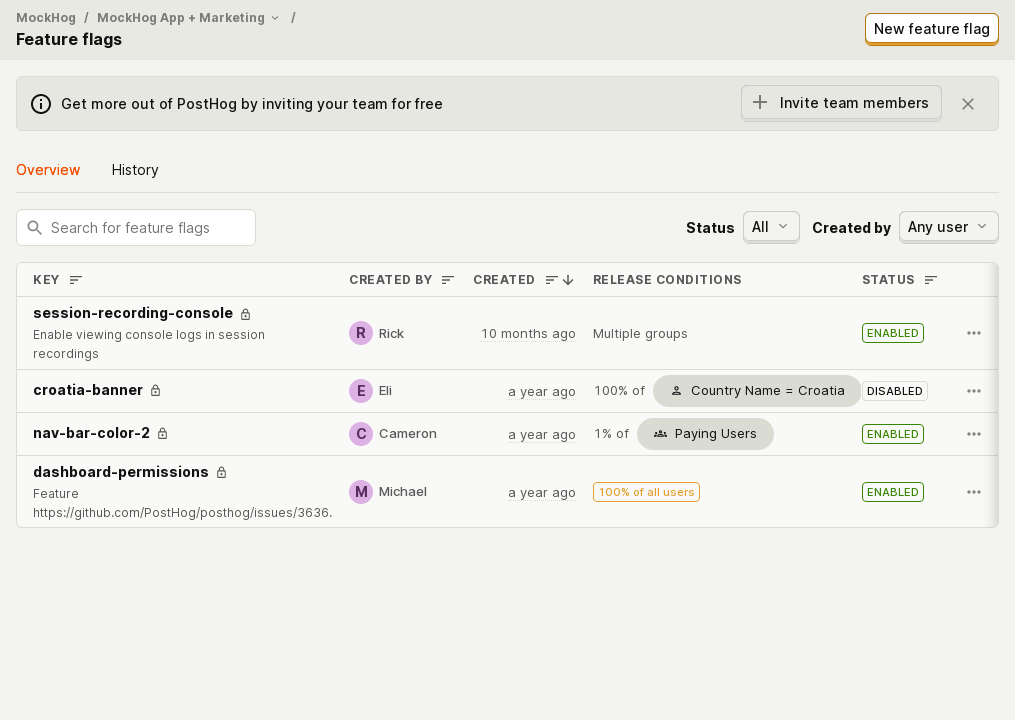 MockHog / MockHog App + Marketing /
Feature flags
New feature flag
Get more out of PostHog by inviting your team for free
Invite team members
Overview
History
Search for feature flags
Status
All
Created by
Any user
KEY
CREATED BY
CREATED
RELEASE CONDITIONS
STATUS
session-recording-console
Enable viewing console logs in session
recordings
R
Rick
10 months ago
Multiple groups
ENABLED
croatia-banner
E
Eli
a year ago
100% of
Country Name = Croatia
DISABLED
nav-bar-color-2
C
Cameron
a year ago
1% of
Paying Users
ENABLED
dashboard-permissions
Feature
https://github.com/PostHog/posthog/issues/3636.
M
Michael
a year ago
100% of all users
ENABLED